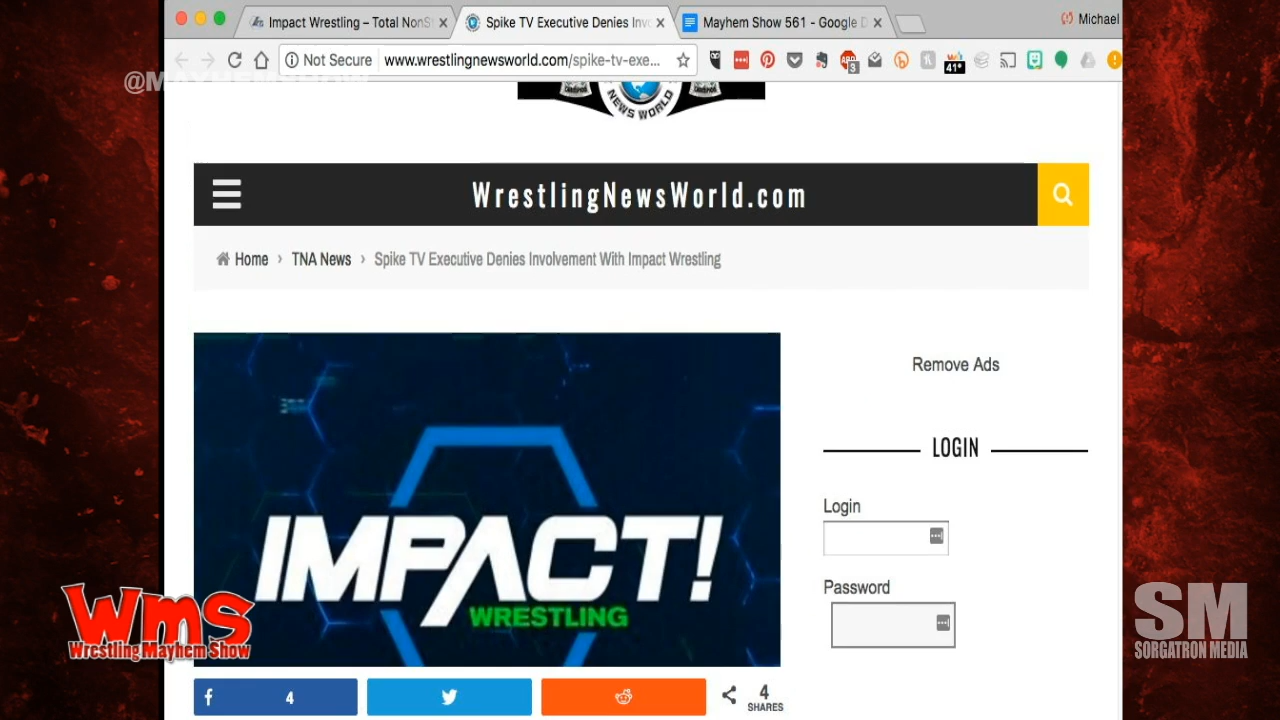 Impact Wrestling – Total NonS
Spike TV Executive Denies Inv
Mayhem Show 561 - Google D
Michael
Not Secure
www.wrestlingnewsworld.com/spike-tv-exe...
3
41°
@MAYHEMSHOW
NEWS WORLD
WrestlingNewsWorld.com
Home › TNA News › Spike TV Executive Denies Involvement With Impact Wrestling
Remove Ads
LOGIN
Login
Password
IMPACT!
WRESTLING
WMS
Wrestling Mayhem Show
SM
SORGATRON MEDIA
4
4
SHARES